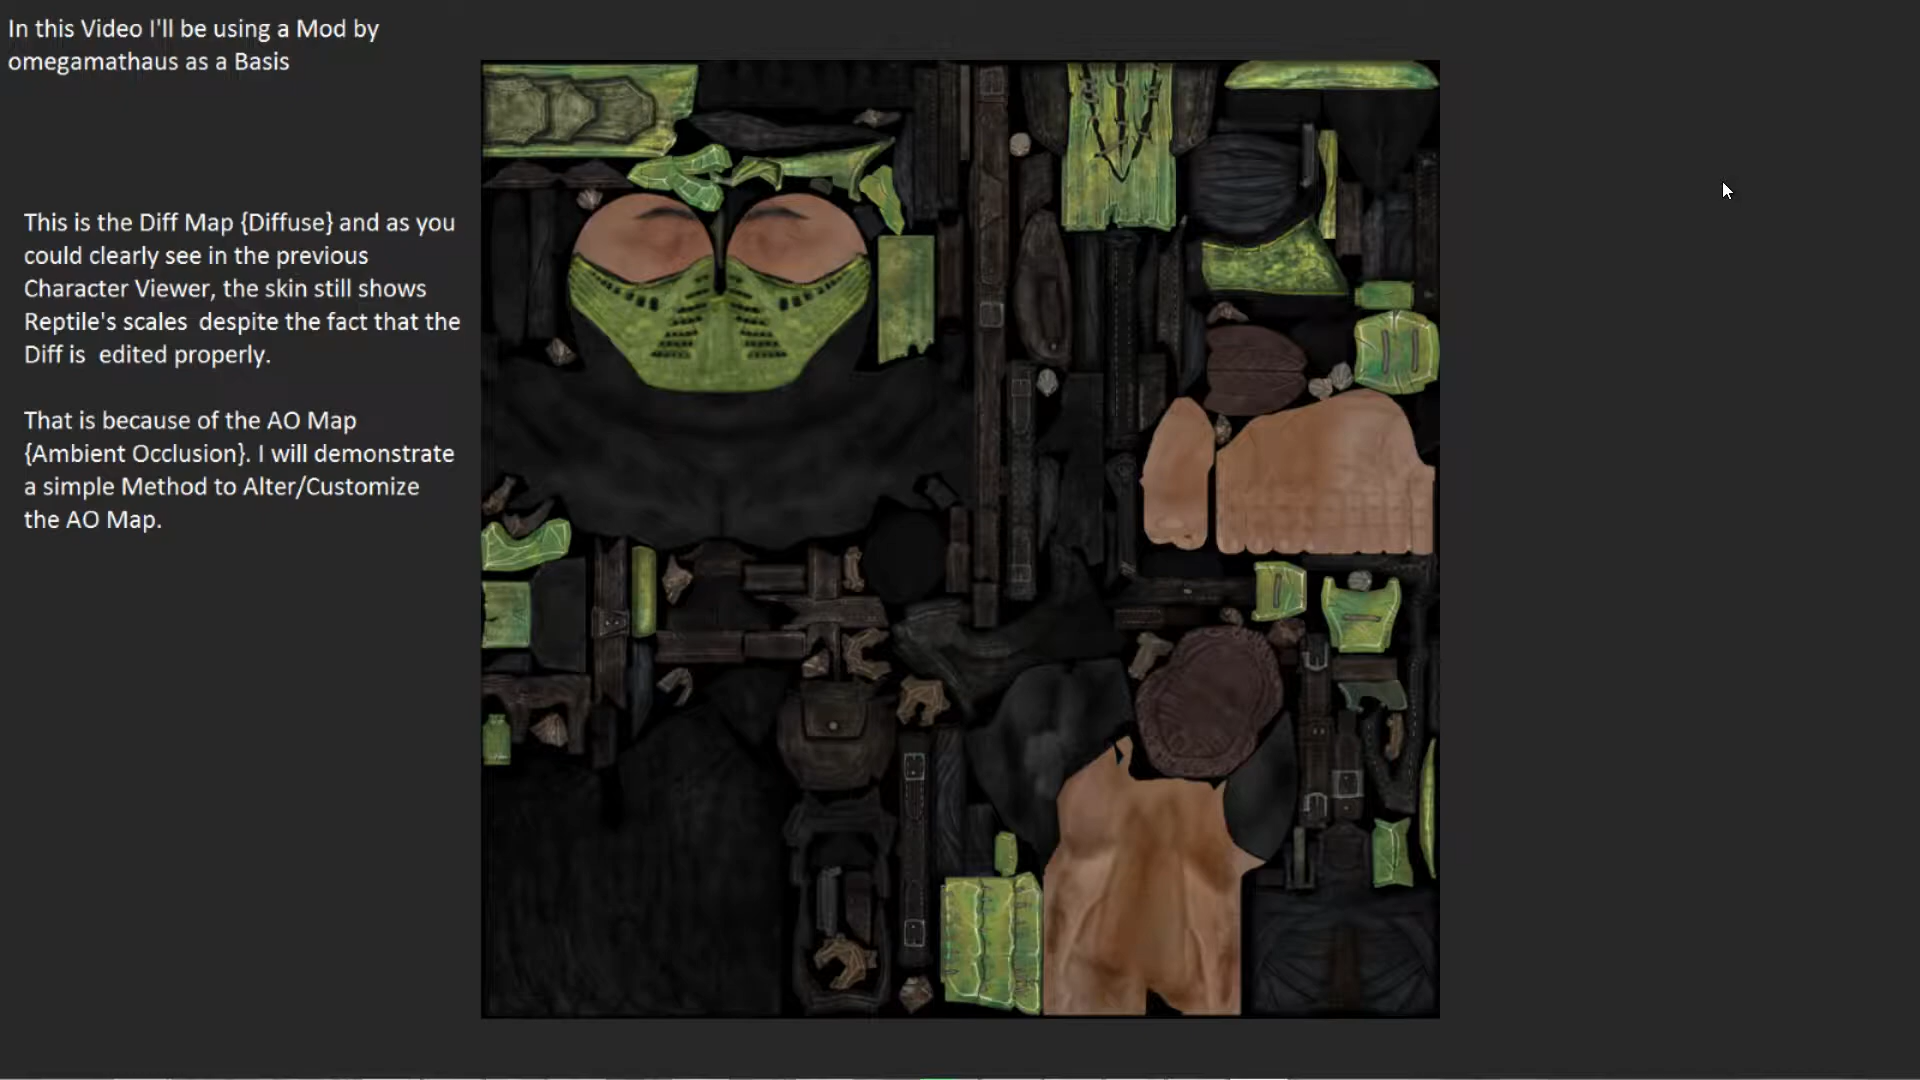 In this Video I'll be using a Mod by
omegamathaus as a Basis
This is the Diff Map {Diffuse} and as you
could clearly see in the previous
Character Viewer, the skin still shows
Reptile's scales  despite the fact that the
Diff is  edited properly.
That is because of the AO Map
{Ambient Occlusion}. I will demonstrate
a simple Method to Alter/Customize
the AO Map.